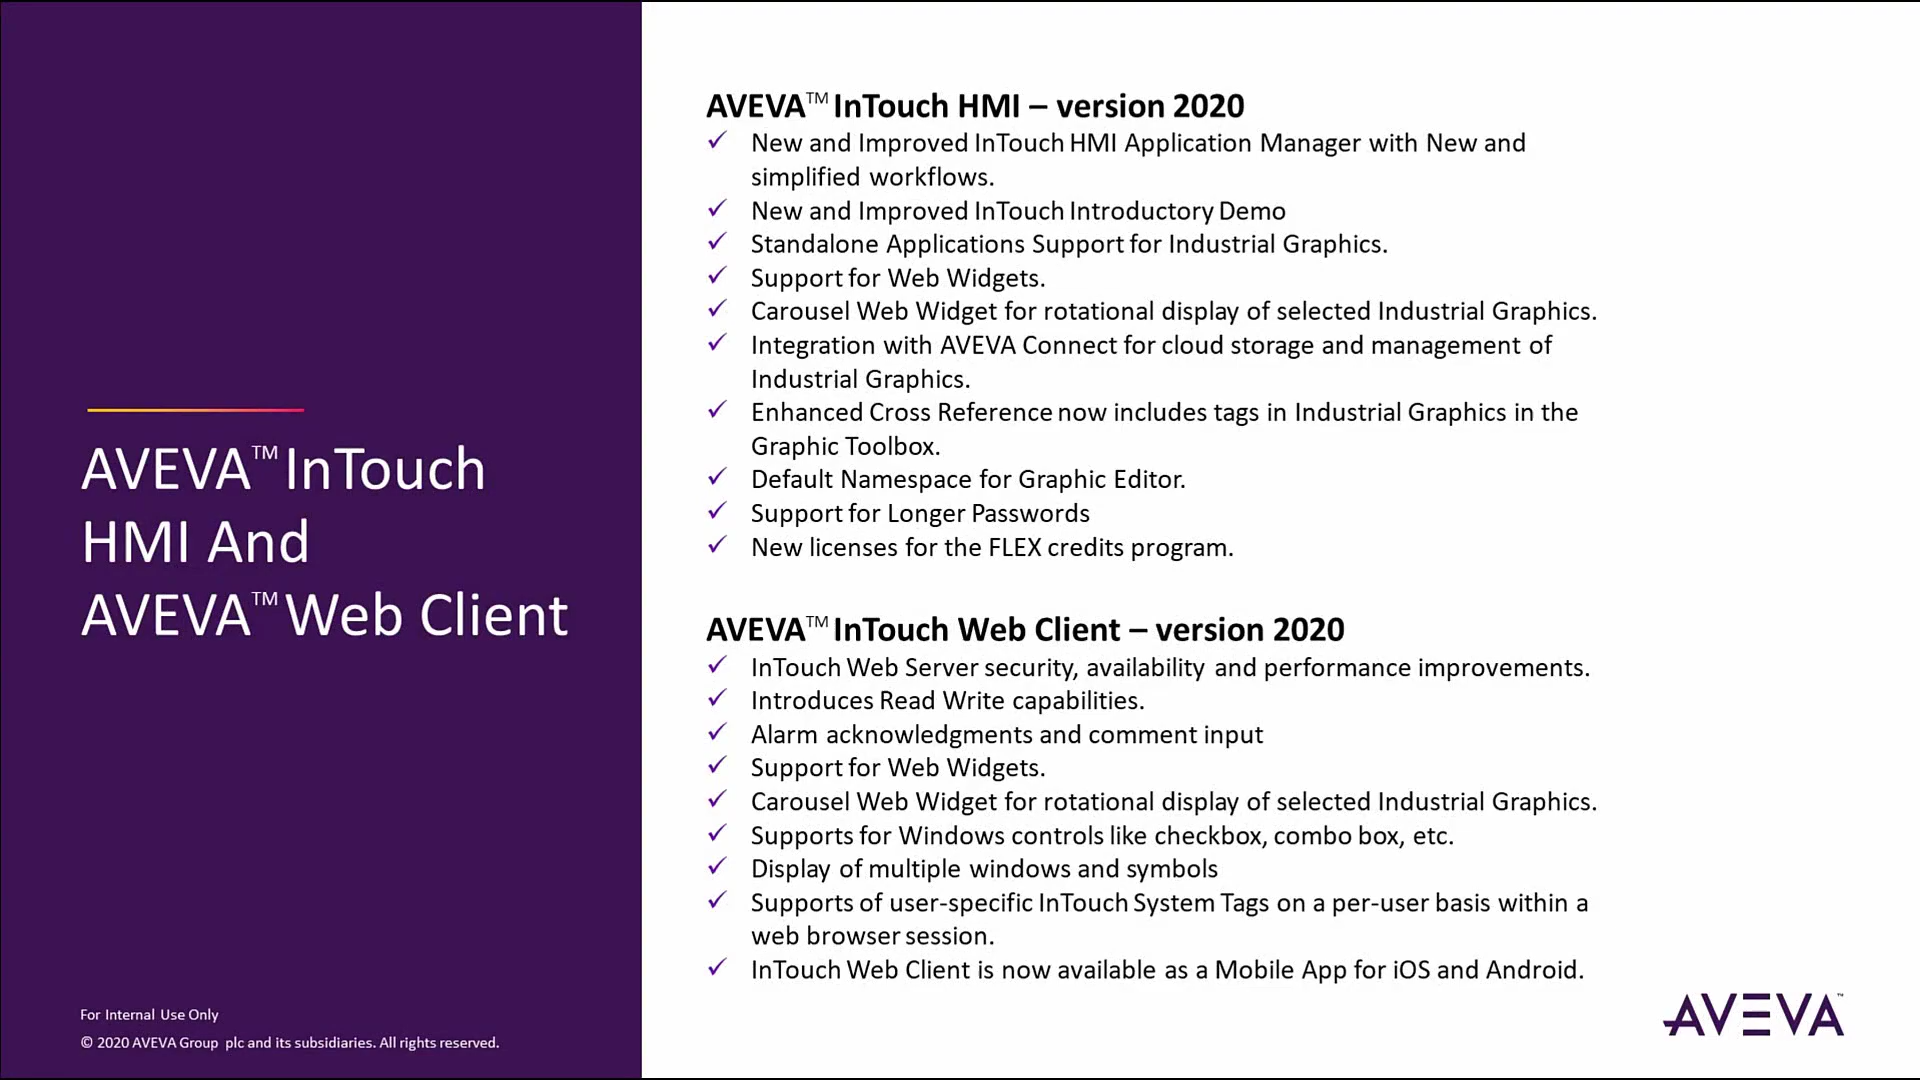 AVEVA™ InTouch
HMI And
AVEVA™ Web Client
For Internal Use Only
© 2020 AVEVA Group plc and its subsidiaries. All rights reserved.
AVEVA™ InTouch HMI – version 2020
✓ New and Improved InTouch HMI Application Manager with New and
simplified workflows.
✓ New and Improved InTouch Introductory Demo
✓ Standalone Applications Support for Industrial Graphics.
✓ Support for Web Widgets.
✓ Carousel Web Widget for rotational display of selected Industrial Graphics.
✓ Integration with AVEVA Connect for cloud storage and management of
Industrial Graphics.
✓ Enhanced Cross Reference now includes tags in Industrial Graphics in the
Graphic Toolbox.
✓ Default Namespace for Graphic Editor.
✓ Support for Longer Passwords
✓ New licenses for the FLEX credits program.
AVEVA™ InTouch Web Client – version 2020
✓ InTouch Web Server security, availability and performance improvements.
✓ Introduces Read Write capabilities.
✓ Alarm acknowledgments and comment input
✓ Support for Web Widgets.
✓ Carousel Web Widget for rotational display of selected Industrial Graphics.
✓ Supports for Windows controls like checkbox, combo box, etc.
✓ Display of multiple windows and symbols
✓ Supports of user-specific InTouch System Tags on a per-user basis within a
web browser session.
✓ InTouch Web Client is now available as a Mobile App for iOS and Android.
AVEVA™